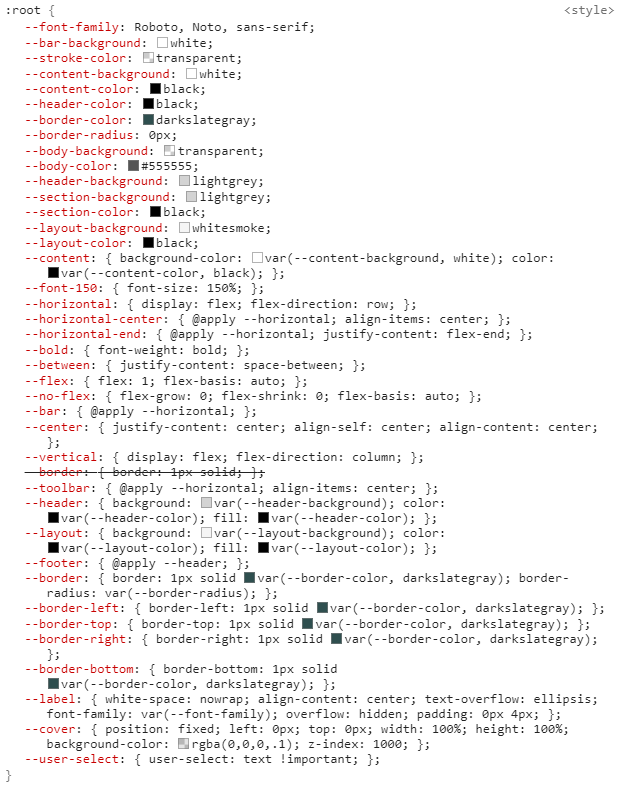 :root { <style>
--font-family: Roboto, Noto, sans-serif;
--bar-background: white;
--stroke-color: transparent;
--content-background: white;
--content-color: black;
--header-color: black;
--border-color: darkslategray;
--border-radius: 0px;
--body-background: transparent;
--body-color: #555555;
--header-background: lightgrey;
--section-background: lightgrey;
--section-color: black;
--layout-background: whitesmoke;
--layout-color: black;
--content: { background-color: var(--content-background, white); color:
var(--content-color, black); };
--font-150: { font-size: 150%; };
--horizontal: { display: flex; flex-direction: row; };
--horizontal-center: { @apply --horizontal; align-items: center; };
--horizontal-end: { @apply --horizontal; justify-content: flex-end; };
--bold: { font-weight: bold; };
--between: { justify-content: space-between; };
--flex: { flex: 1; flex-basis: auto; };
--no-flex: { flex-grow: 0; flex-shrink: 0; flex-basis: auto; };
--bar: { @apply --horizontal; };
--center: { justify-content: center; align-self: center; align-content: center;
};
--vertical: { display: flex; flex-direction: column; };
--border: { border: 1px solid; };
--toolbar: { @apply --horizontal; align-items: center; };
--header: { background: var(--header-background); color:
var(--header-color); fill: var(--header-color); };
--layout: { background: var(--layout-background); color:
var(--layout-color); fill: var(--layout-color); };
--footer: { @apply --header; };
--border: { border: 1px solid var(--border-color, darkslategray); border-
radius: var(--border-radius); };
--border-left: { border-left: 1px solid var(--border-color, darkslategray); };
--border-top: { border-top: 1px solid var(--border-color, darkslategray); };
--border-right: { border-right: 1px solid var(--border-color, darkslategray);
};
--border-bottom: { border-bottom: 1px solid
var(--border-color, darkslategray); };
--label: { white-space: nowrap; align-content: center; text-overflow: ellipsis;
font-family: var(--font-family); overflow: hidden; padding: 0px 4px; };
--cover: { position: fixed; left: 0px; top: 0px; width: 100%; height: 100%;
background-color: rgba(0,0,0,.1); z-index: 1000; };
--user-select: { user-select: text !important; };
}